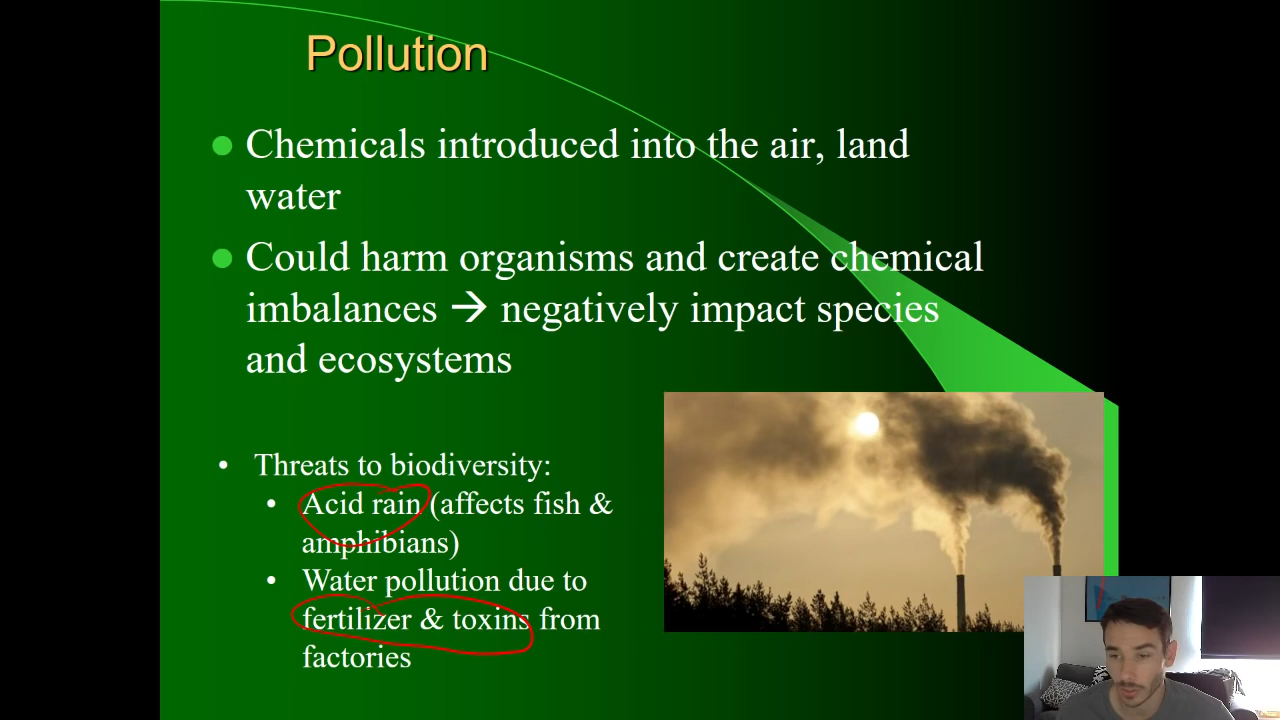 Pollution
Chemicals introduced into the air, land
water
Could harm organisms and create chemical
imbalances → negatively impact species
and ecosystems
• Threats to biodiversity:
• Acid rain (affects fish &
amphibians)
• Water pollution due to
fertilizer & toxins from
factories